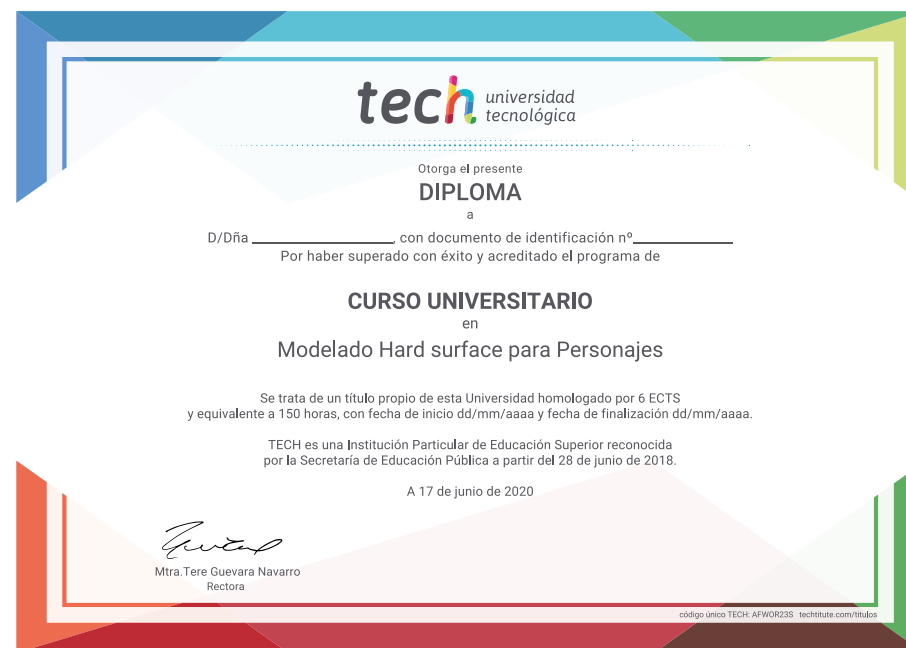 tech universidad
tecnológica
Otorga el presente
DIPLOMA
a
D/Dña ____________, con documento de identificación nº____________
Por haber superado con éxito y acreditado el programa de
CURSO UNIVERSITARIO
en
Modelado Hard surface para Personajes
Se trata de un título propio de esta Universidad homologado por 6 ECTS
y equivalente a 150 horas, con fecha de inicio dd/mm/aaaa y fecha de finalización dd/mm/aaaa.
TECH es una Institución Particular de Educación Superior reconocida
por la Secretaría de Educación Pública a partir del 28 de junio de 2018.
A 17 de junio de 2020
Mtra.Tere Guevara Navarro
Rectora
código único TECH: AFWOR23S techtitute.com/titulos